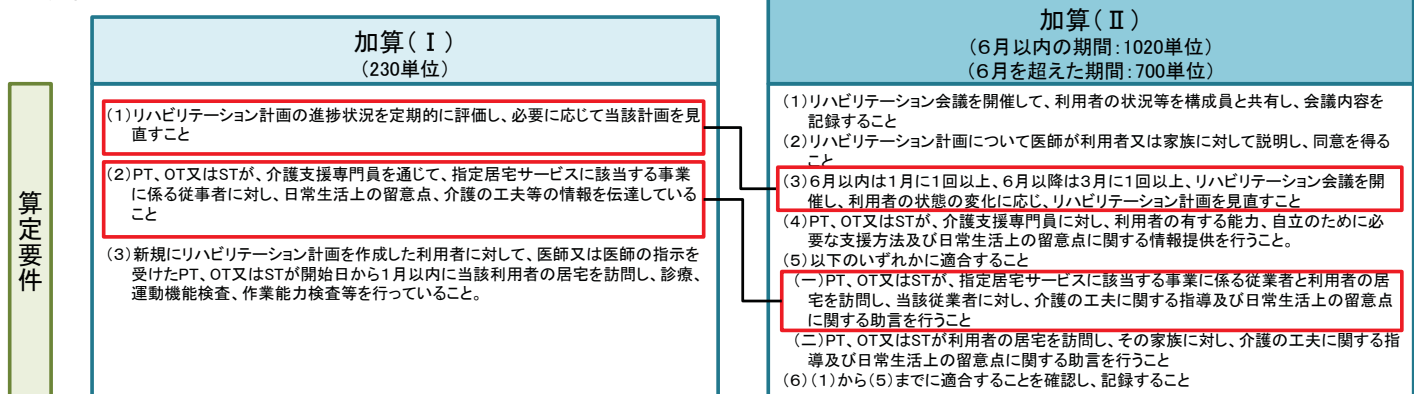 算定要件
加算(Ⅰ)
(230単位)
(1)リハビリテーション計画の進捗状況を定期的に評価し、必要に応じて当該計画を見
直すこと
(2)PT、OT又はSTが、介護支援専門員を通じて、指定居宅サービスに該当する事業
に係る従事者に対し、日常生活上の留意点、介護の工夫等の情報を伝達している
こと
(3)新規にリハビリテーション計画を作成した利用者に対して、医師又は医師の指示を
受けたPT、OT又はSTが開始日から1月以内に当該利用者の居宅を訪問し、診療、
運動機能検査、作業能力検査等を行っていること。
加算(Ⅱ)
(6月以内の期間:1020単位)
(6月を超えた期間:700単位)
(1)リハビリテーション会議を開催して、利用者の状況等を構成員と共有し、会議内容を
記録すること
(2)リハビリテーション計画について医師が利用者又は家族に対して説明し、同意を得る
こと
(3)6月以内は1月に1回以上、6月以降は3月に1回以上、リハビリテーション会議を開
催し、利用者の状態の変化に応じ、リハビリテーション計画を見直すこと
(4)PT、OT又はSTが、介護支援専門員に対し、利用者の有する能力、自立のために必
要な支援方法及び日常生活上の留意点に関する情報提供を行うこと。
(5)以下のいずれかに適合すること
(一)PT、OT又はSTが、指定居宅サービスに該当する事業に係る従業者と利用者の居
宅を訪問し、当該従業者に対し、介護の工夫に関する指導及び日常生活上の留意点
に関する助言を行うこと
(二)PT、OT又はSTが利用者の居宅を訪問し、その家族に対し、介護の工夫に関する指
導及び日常生活上の留意点に関する助言を行うこと
(6)(1)から(5)までに適合することを確認し、記録すること